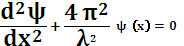 d²ψ/dx² + 4 π²/λ² ψ (x) = 0